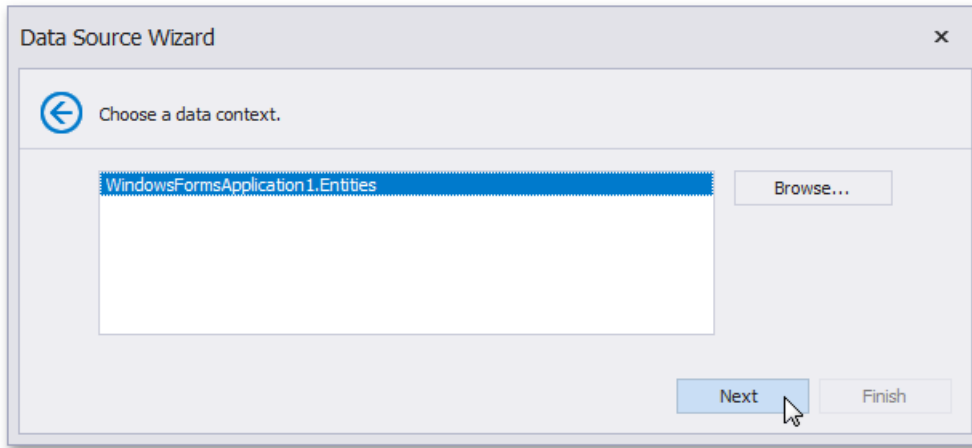 Data Source Wizard
Choose a data context.
WindowsFormsApplication1.Entities
Browse...
Next
Finish